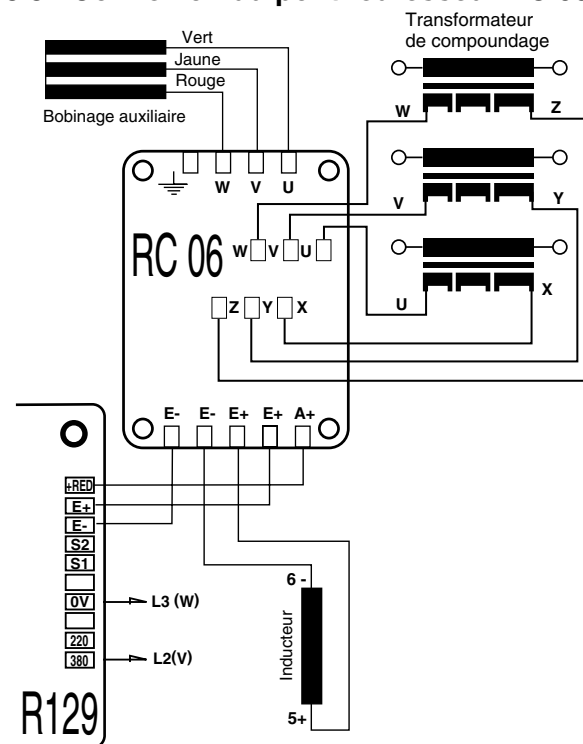 Transformateur
de compoundage
Vert
Jaune
Rouge
Bobinage auxiliaire
W
Z
W
V
U
V
Y
RC 06
W
V
U
X
U
Z
Y
X
E-
E-
E+
E+
A+
+RED
E+
E-
S2
S1
6 -
0V
L3 (W)
Inducteur
220
380
L2(V)
R129
5+